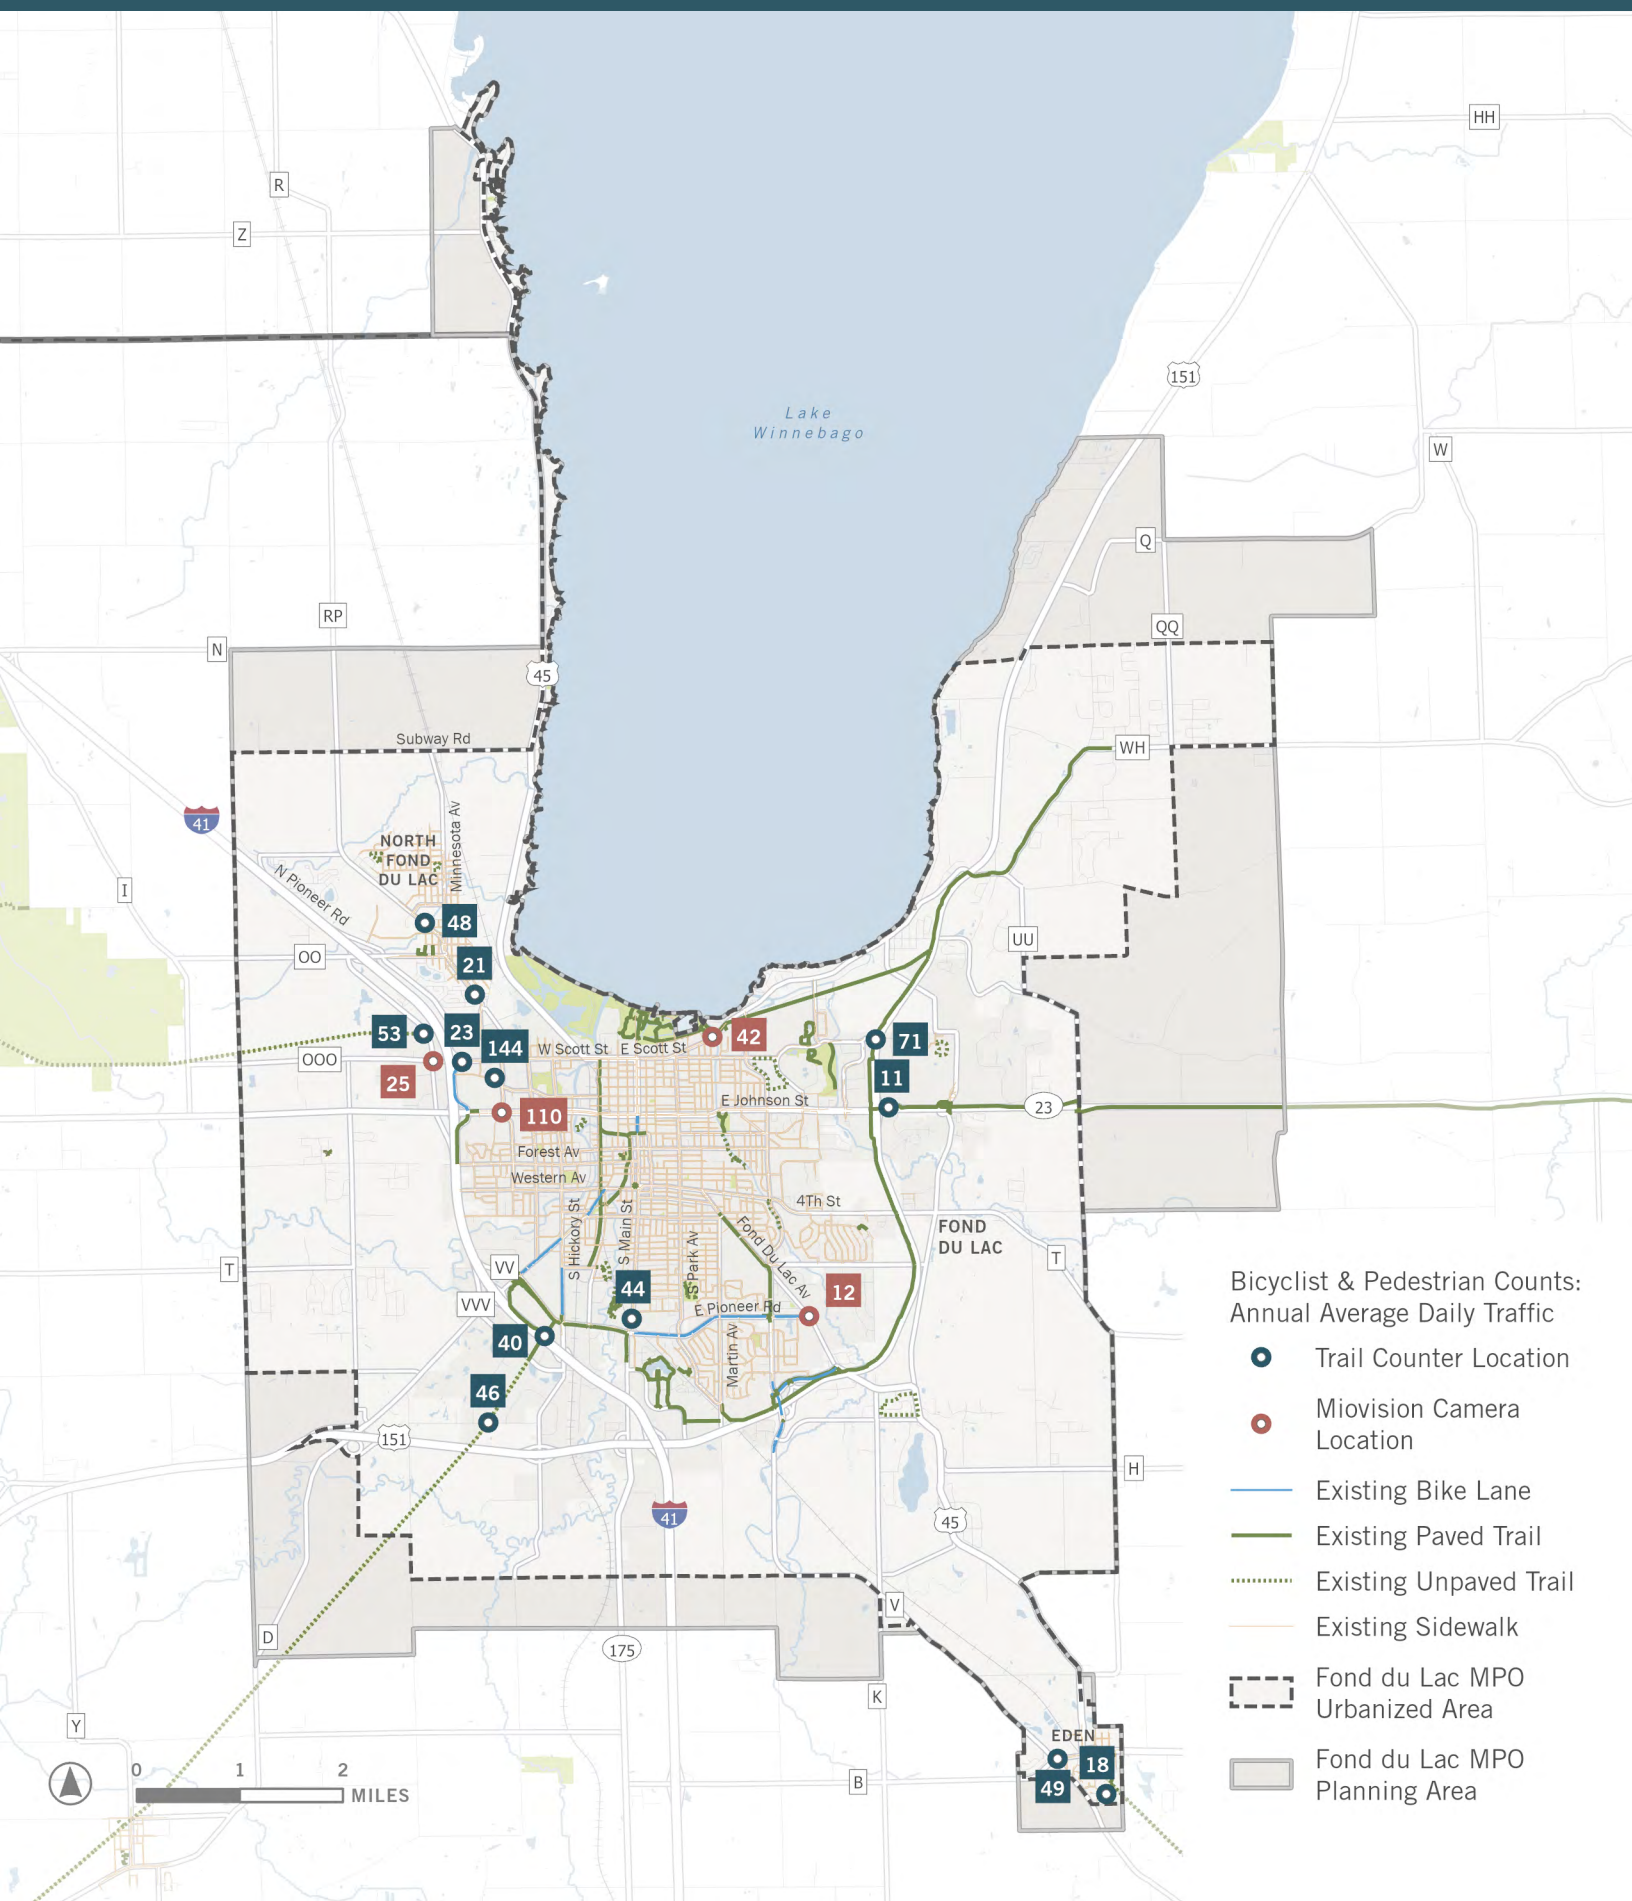 HH
R
Z
151
Lake
Winnebago
W
Q
RP
QQ
N
45
Subway Rd
WH
41
Minnesota Av
NORTH
FOND
DU LAC
N Pioneer Rd
I
48
UU
OO
21
53
23
144
42
71
W Scott St
E Scott St
OOO
25
11
E Johnson St
23
110
Forest Av
Western Av
4Th St
S Hickory St
S Main St
S Park Av
Fond Du Lac Av
FOND
DU LAC
T
T
VV
44
12
VVV
E Pioneer Rd
40
Martin Av
46
151
H
41
45
V
D
175
K
Y
EDEN
18
49
B
0 1 2
MILES
Bicyclist & Pedestrian Counts:
Annual Average Daily Traffic
Trail Counter Location
Miovision Camera
Location
Existing Bike Lane
Existing Paved Trail
Existing Unpaved Trail
Existing Sidewalk
Fond du Lac MPO
Urbanized Area
Fond du Lac MPO
Planning Area